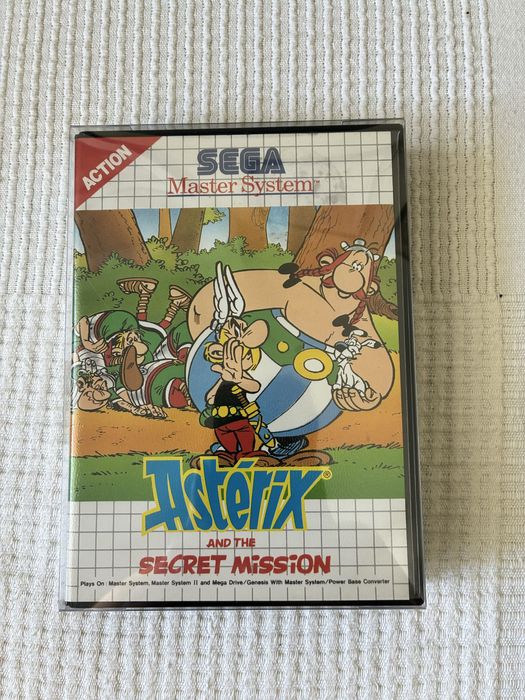 ACTION
SEGA
Master System™
Astérix®
AND THE
SECRET MISSION
Plays On : Master System, Master System II and Mega Drive/Genesis With Master System/Power Base Converter